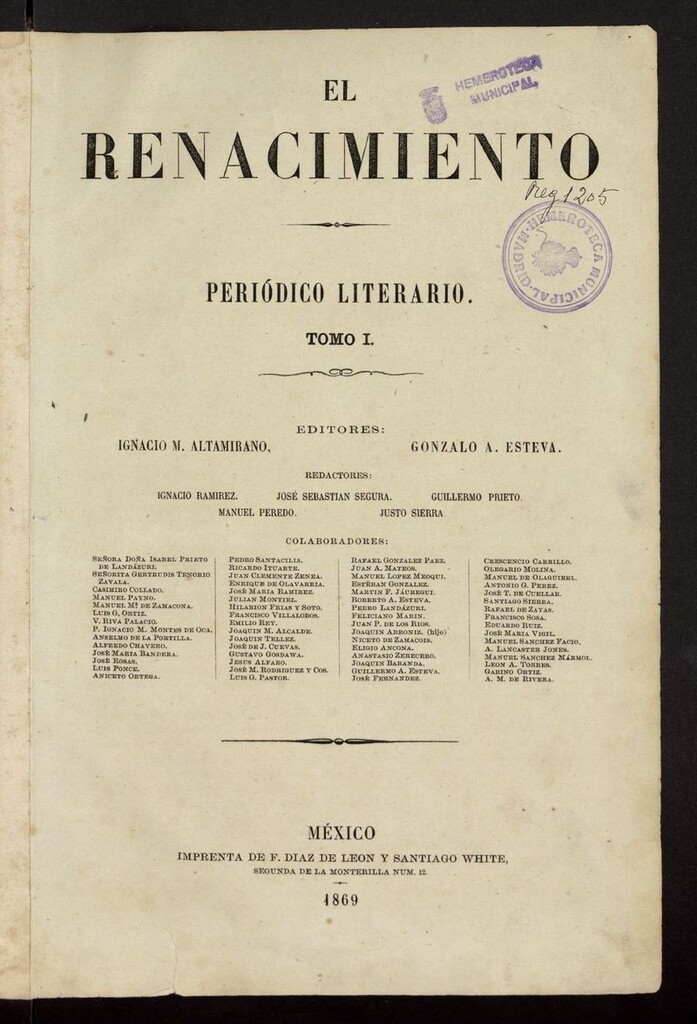 EL
HEMEROTECA
MUNICIPAL
RENACIMIENTO
Reg 1205
HEMEROTECA MUNICIPAL-MADRID-
PERIÓDICO LITERARIO.
TOMO I.
EDITORES:
IGNACIO M. ALTAMIRANO,
GONZALO A. ESTEVA.
REDACTORES:
IGNACIO RAMIREZ. JOSÉ SEBASTIAN SEGURA. GUILLERMO PRIETO.
MANUEL PEREDO. JUSTO SIERRA
COLABORADORES:
SEÑORA DOÑA ISABEL PRIETO
DE LANDÁZURI.
SEÑORITA GERTRUDIS TENORIO
ZAVALA.
CASIMIRO COLLADO.
MANUEL PAYNO.
MANUEL Mª DE ZAMACONA.
LUIS G. ORTIZ.
V. RIVA PALACIO.
P. IGNACIO M. MONTES DE OCA.
ANSELMO DE LA PORTILLA.
ALFREDO CHAVERO.
JOSÉ MARIA BANDERA.
JOSÉ ROSAS.
LUIS PONCE.
ANICETO ORTEGA.
PEDRO SANTACILIA.
RICARDO ITUARTE.
JUAN CLEMENTE ZENEA.
ENRIQUE DE OLAVARRIA.
JOSÉ MARIA RAMIREZ.
JULIAN MONTIEL.
HILARION FRIAS Y SOTO.
FRANCISCO VILLALOBOS.
EMILIO REY.
JOAQUIN M. ALCALDE.
JOAQUIN TELLEZ.
JOSÉ DE J. CUEVAS.
GUSTAVO GOSDAWA.
JESUS ALFARO.
JOSÉ M. RODRIGUEZ Y COS.
LUIS G. PASTOR.
RAFAEL GONZALEZ PAEZ.
JUAN A. MATEOS.
MANUEL LOPEZ MEOQUI.
ESTÉBAN GONZALEZ.
MARTIN F. JÁUREGUI.
ROBERTO A. ESTEVA.
PEDRO LANDÁZURI.
FELICIANO MARIN.
JUAN P. DE LOS RIOS.
JOAQUIN ARRONIZ. (hijo)
NICETO DE ZAMACOIS.
ELIGIO ANCONA.
ANASTASIO ZERECERO.
JOAQUIN BARANDA.
GUILLERMO A. ESTEVA.
JOSÉ FERNANDEZ.
CRESCENCIO CARRILLO.
OLEGARIO MOLINA.
MANUEL DE OLAGUIBEL.
ANTONIO G. PEREZ.
JOSÉ T. DE CUELLAR.
SANTIAGO SIERRA.
RAFAEL DE ZAYAS.
FRANCISCO SOSA.
EDUARDO RUIZ.
JOSÉ MARIA VIGIL.
MANUEL SANCHEZ FACIO.
A. LANCASTER JONES.
MANUEL SANCHEZ MÁRMOL.
LEON A. TORRES.
GABINO ORTIZ.
A. M. DE RIVERA.
MÉXICO
IMPRENTA DE F. DIAZ DE LEON Y SANTIAGO WHITE,
SEGUNDA DE LA MONTERILLA NUM. 12.
1869